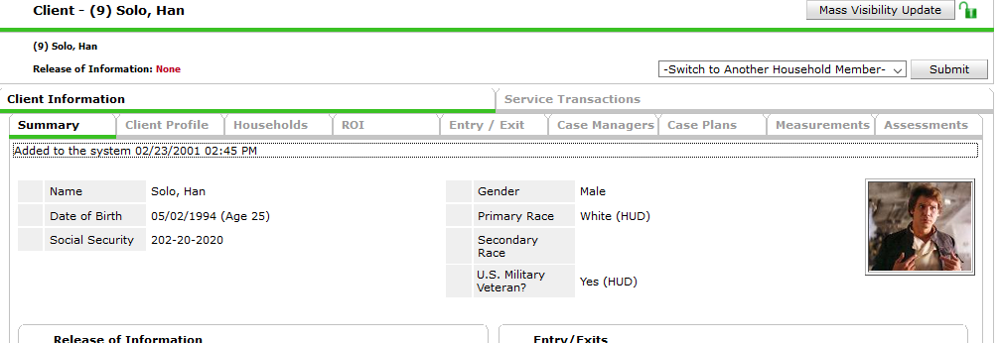 Client - (9) Solo, Han
Mass Visibility Update
(9) Solo, Han
Release of Information: None
-Switch to Another Household Member-
Submit
Client Information
Service Transactions
Summary
Client Profile
Households
ROI
Entry / Exit
Case Managers
Case Plans
Measurements
Assessments
Added to the system 02/23/2001 02:45 PM
Name Solo, Han
Date of Birth 05/02/1994 (Age 25)
Social Security 202-20-2020
Gender Male
Primary Race White (HUD)
Secondary
Race
U.S. Military
Veteran? Yes (HUD)
Release of Information
Entry/Exits